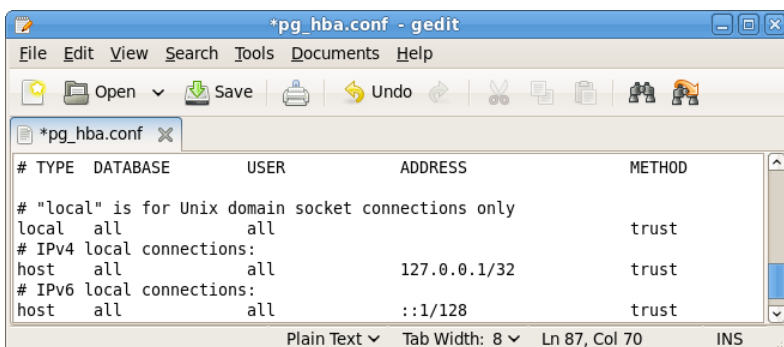 *pg_hba.conf - gedit
File Edit View Search Tools Documents Help
Open Save Undo
*pg_hba.conf
# TYPE  DATABASE        USER            ADDRESS                 METHOD
# "local" is for Unix domain socket connections only
local   all             all                                     trust
# IPv4 local connections:
host    all             all             127.0.0.1/32            trust
# IPv6 local connections:
host    all             all             ::1/128                 trust
Plain Text Tab Width: 8 Ln 87, Col 70 INS